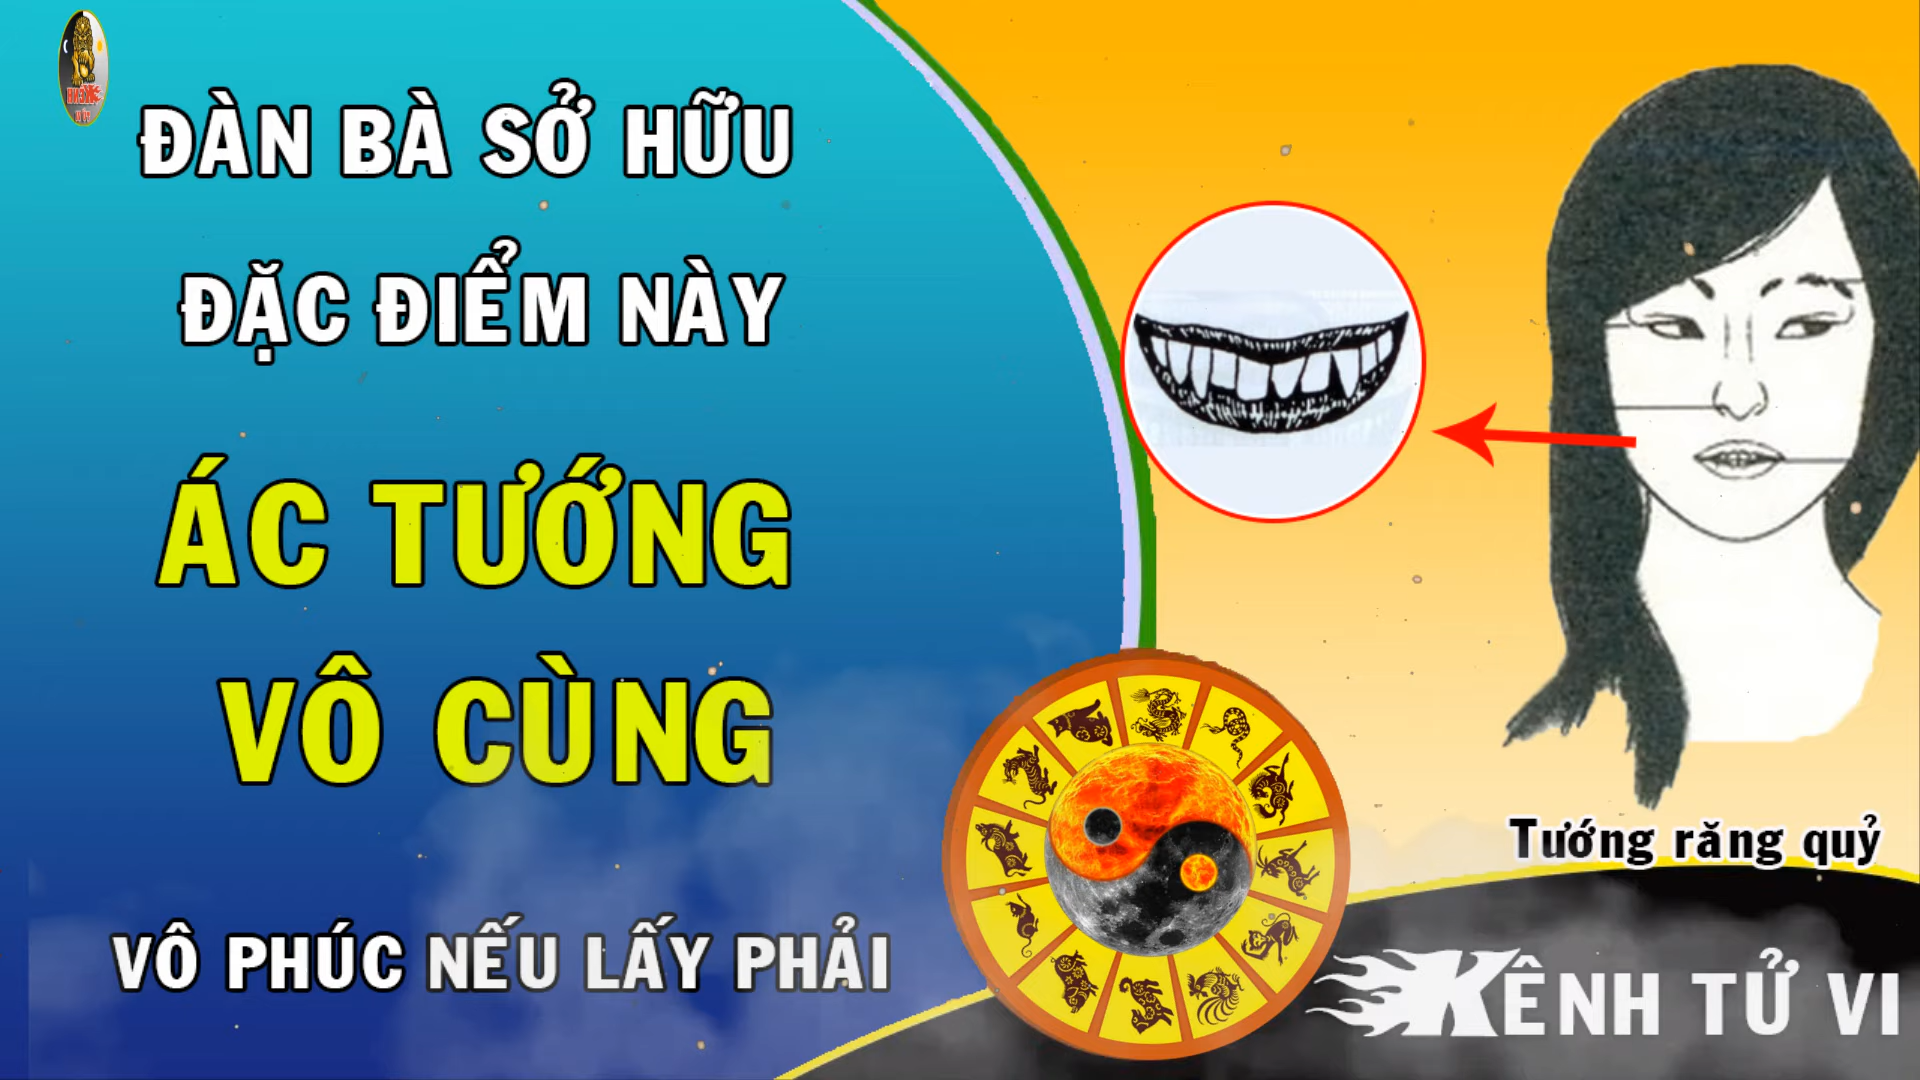 ĐÀN BÀ SỞ HỮU
ĐẶC ĐIỂM NÀY
ÁC TƯỚNG
VÔ CÙNG
VÔ PHÚC NẾU LẤY PHẢI
Tướng răng quỷ
KÊNH TỬ VI